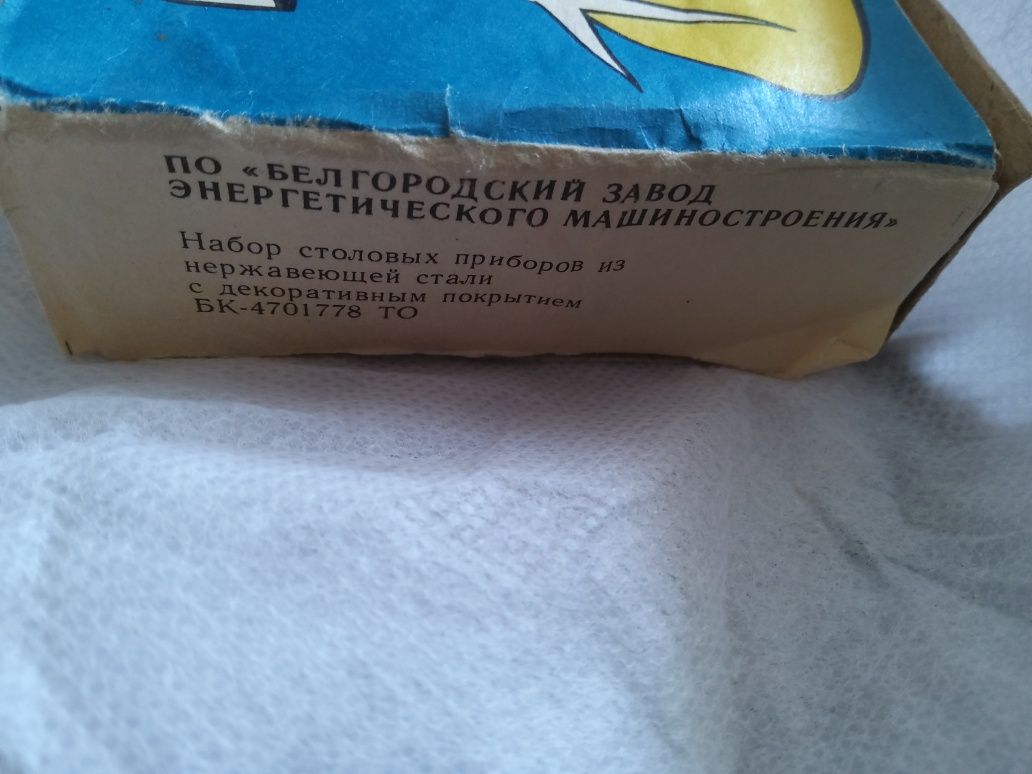 ПО «БЕЛГОРОДСКИЙ ЗАВОД
ЭНЕРГЕТИЧЕСКОГО МАШИНОСТРОЕНИЯ»
Набор столовых приборов из
нержавеющей стали
с декоративным покрытием
БК-4701778 ТО